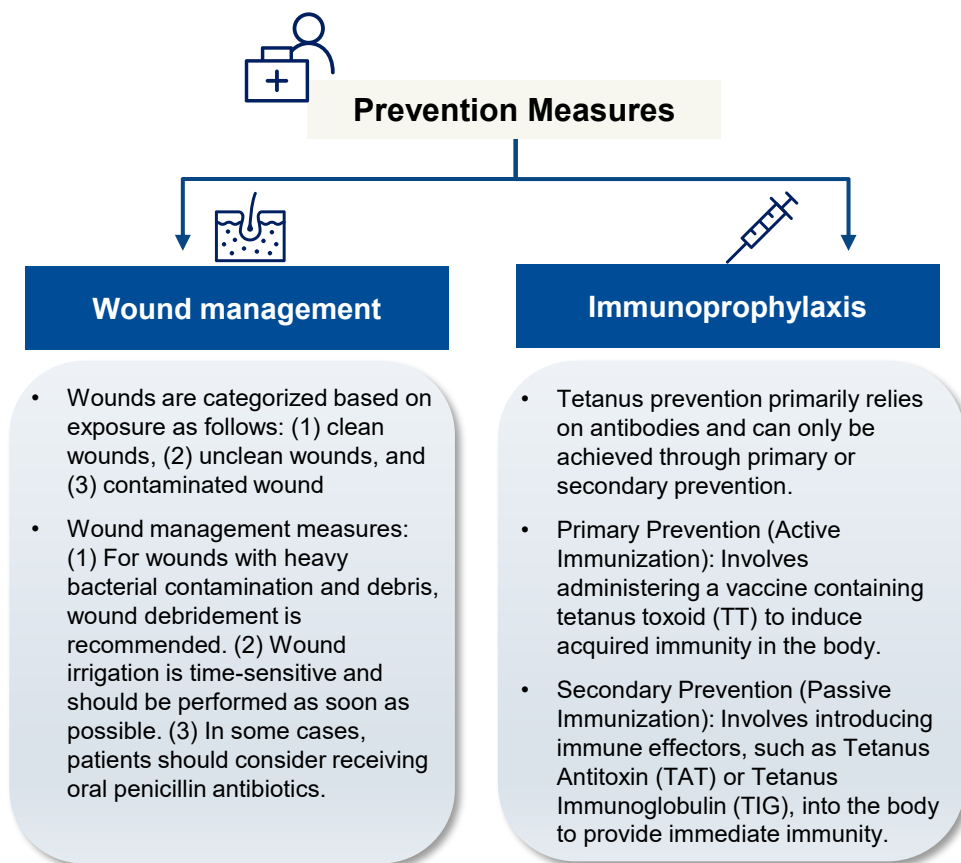 Prevention Measures
Wound management
• Wounds are categorized based on
exposure as follows: (1) clean
wounds, (2) unclean wounds, and
(3) contaminated wound
• Wound management measures:
(1) For wounds with heavy
bacterial contamination and debris,
wound debridement is
recommended. (2) Wound
irrigation is time-sensitive and
should be performed as soon as
possible. (3) In some cases,
patients should consider receiving
oral penicillin antibiotics.
Immunoprophylaxis
• Tetanus prevention primarily relies
on antibodies and can only be
achieved through primary or
secondary prevention.
• Primary Prevention (Active
Immunization): Involves
administering a vaccine containing
tetanus toxoid (TT) to induce
acquired immunity in the body.
• Secondary Prevention (Passive
Immunization): Involves introducing
immune effectors, such as Tetanus
Antitoxin (TAT) or Tetanus
Immunoglobulin (TIG), into the body
to provide immediate immunity.